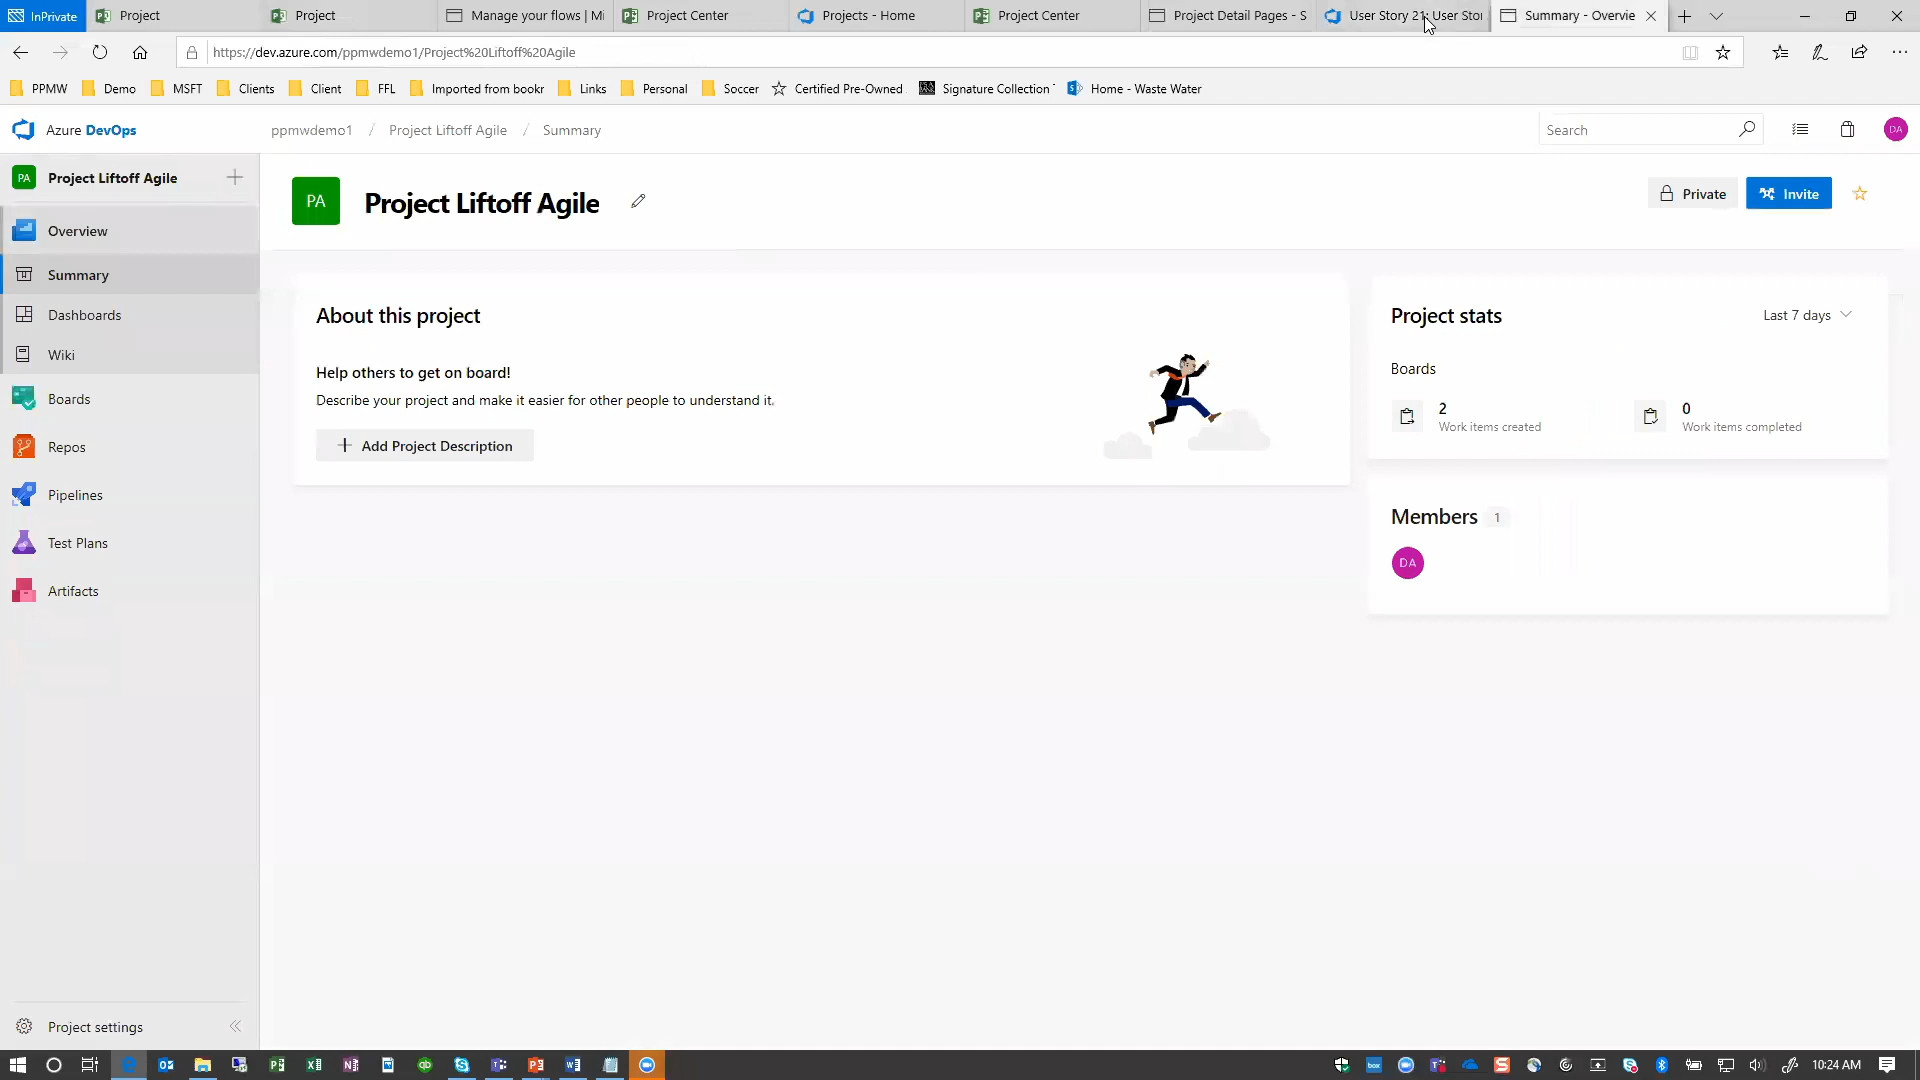 InPrivate Project Project Manage your flows | Mi Project Center Projects - Home Project Center Project Detail Pages - S User Story 21: User Stor Summary - Overvie
https://dev.azure.com/ppmwdemo1/Project%20Liftoff%20Agile
PPMW Demo MSFT Clients Client FFL Imported from bookr Links Personal Soccer Certified Pre-Owned Signature Collection Home - Waste Water
Azure DevOps ppmwdemo1 / Project Liftoff Agile / Summary Search DA
PA Project Liftoff Agile
Overview
Summary
Dashboards
Wiki
Boards
Repos
Pipelines
Test Plans
Artifacts
Project settings
PA Project Liftoff Agile Private Invite
About this project
Help others to get on board!
Describe your project and make it easier for other people to understand it.
+ Add Project Description
Project stats Last 7 days
Boards
2 0
Work items created Work items completed
Members 1
DA
10:24 AM